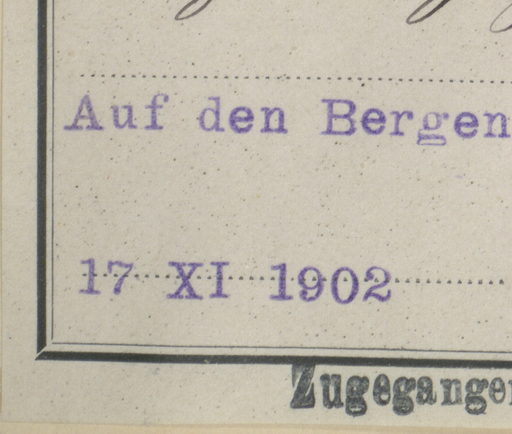 Auf den Bergen
17 XI 1902
Zugegangen